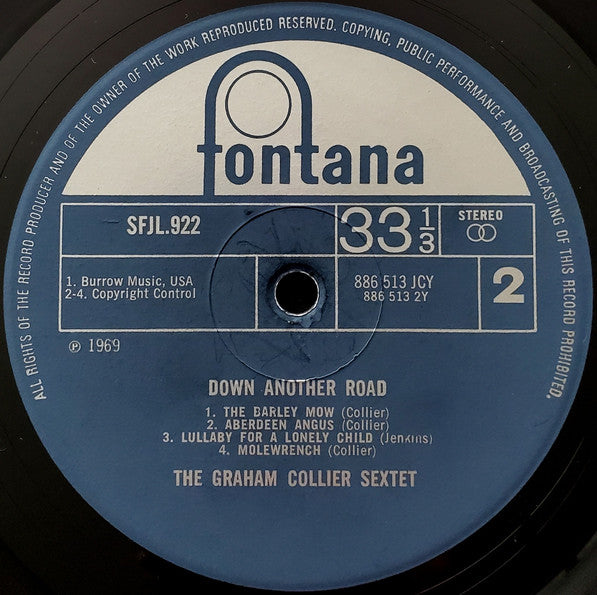 ALL RIGHTS OF THE RECORD PRODUCER AND OF THE OWNER OF THE WORK REPRODUCED RESERVED. COPYING, PUBLIC PERFORMANCE AND BROADCASTING OF THIS RECORD PROHIBITED.
fontana
SFJL.922
33 1/3
STEREO
1. Burrow Music, USA
2-4. Copyright Control
886 513 JCY
886 513 2Y
2
℗ 1969
DOWN ANOTHER ROAD
1. THE BARLEY MOW (Collier)
2. ABERDEEN ANGUS (Collier)
3. LULLABY FOR A LONELY CHILD (Jenkins)
4. MOLEWRENCH (Collier)
THE GRAHAM COLLIER SEXTET